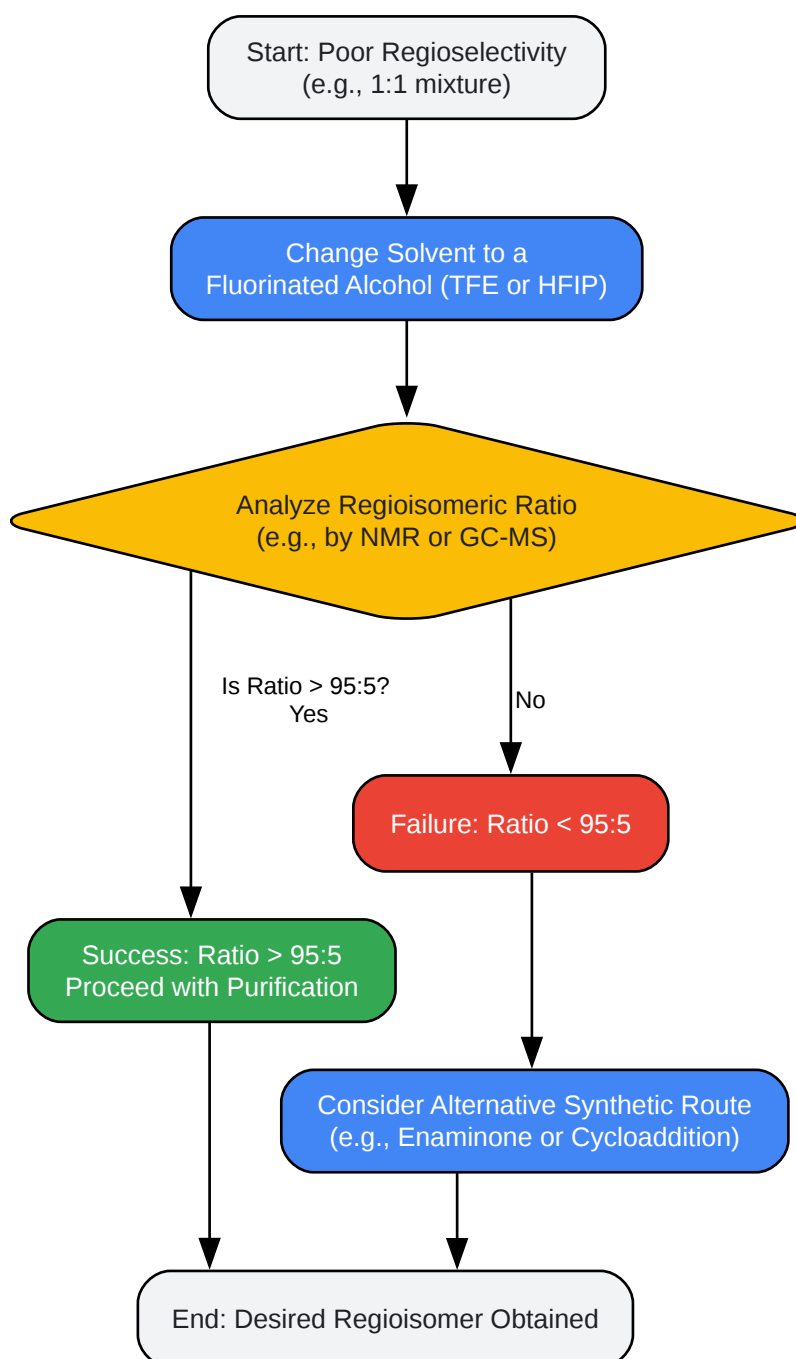 Start: Poor Regioselectivity
(e.g., 1:1 mixture)
Change Solvent to a
Fluorinated Alcohol (TFE or HFIP)
Analyze Regioisomeric Ratio
(e.g., by NMR or GC-MS)
Is Ratio > 95:5?
Yes
No
Failure: Ratio < 95:5
Success: Ratio > 95:5
Proceed with Purification
Consider Alternative Synthetic Route
(e.g., Enaminone or Cycloaddition)
End: Desired Regioisomer Obtained